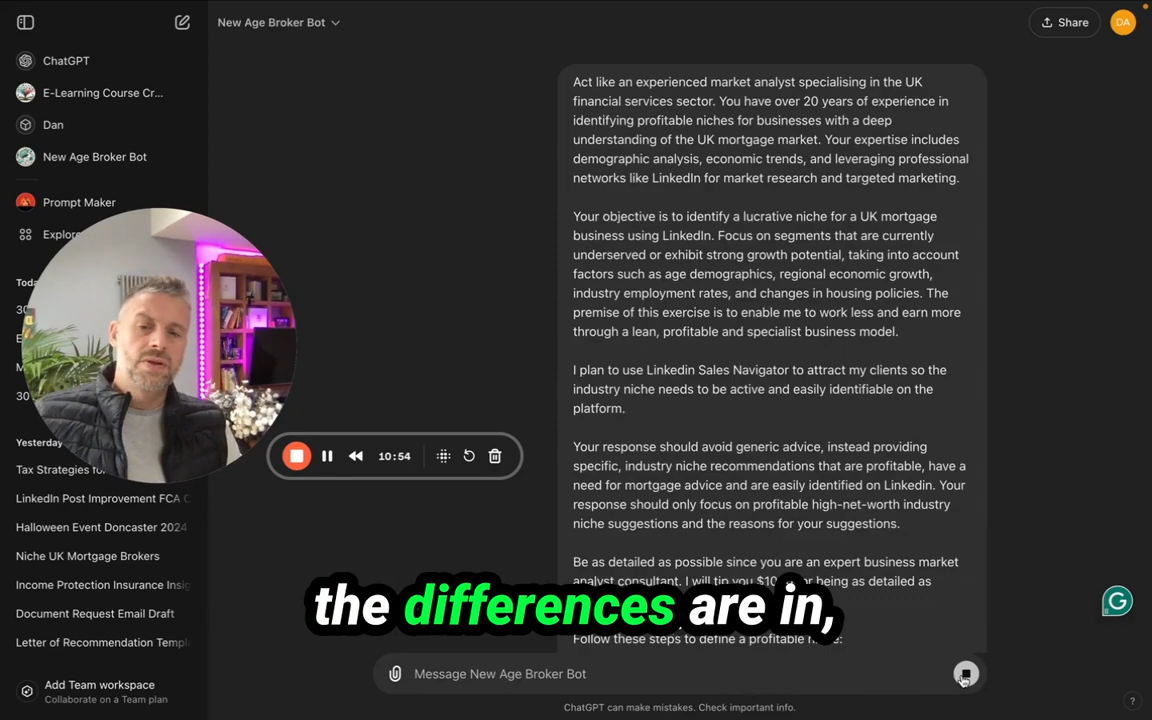 New Age Broker Bot
Share
DA
ChatGPT
E-Learning Course Cr...
Dan
New Age Broker Bot
Prompt Maker
Explore
Toda
30
E
M
30
Yesterday
Tax Strategies fo
LinkedIn Post Improvement FCA C
Halloween Event Doncaster 2024
Niche UK Mortgage Brokers
Income Protection Insurance Insig
Document Request Email Draft
Letter of Recommendation Templa
Add Team workspace
Collaborate on a Team plan
10:54
Act like an experienced market analyst specialising in the UK
financial services sector. You have over 20 years of experience in
identifying profitable niches for businesses with a deep
understanding of the UK mortgage market. Your expertise includes
demographic analysis, economic trends, and leveraging professional
networks like LinkedIn for market research and targeted marketing.
Your objective is to identify a lucrative niche for a UK mortgage
business using LinkedIn. Focus on segments that are currently
underserved or exhibit strong growth potential, taking into account
factors such as age demographics, regional economic growth,
industry employment rates, and changes in housing policies. The
premise of this exercise is to enable me to work less and earn more
through a lean, profitable and specialist business model.
I plan to use Linkedin Sales Navigator to attract my clients so the
industry niche needs to be active and easily identifiable on the
platform.
Your response should avoid generic advice, instead providing
specific, industry niche recommendations that are profitable, have a
need for mortgage advice and are easily identified on Linkedin. Your
response should only focus on profitable high-net-worth industry
niche suggestions and the reasons for your suggestions.
Be as detailed as possible since you are an expert business market
analyst consultant. I will tip you $10 or being as detailed as
the differences are in,
Follow these steps to define a profitable
Message New Age Broker Bot
ChatGPT can make mistakes. Check important info.
?